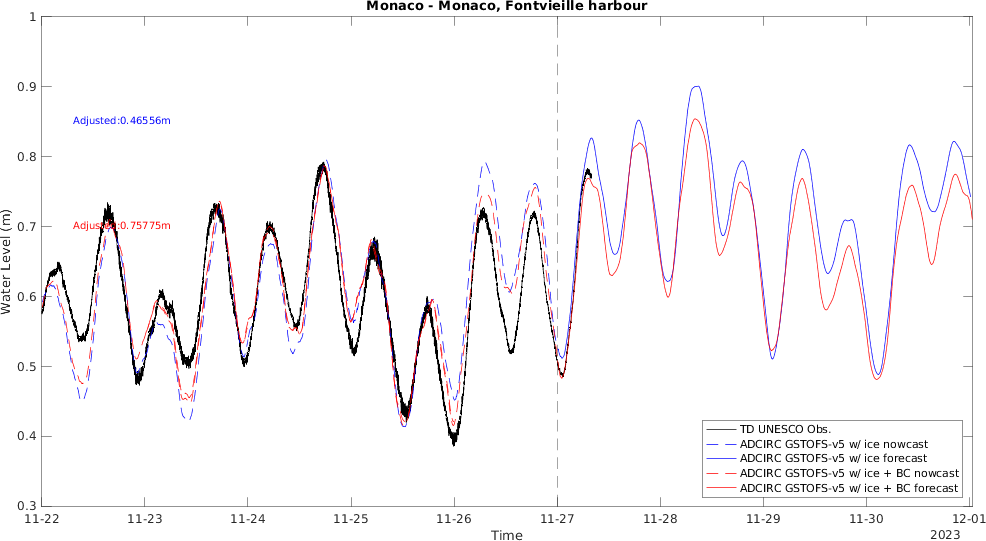 Monaco - Monaco, Fontvieille harbour
1
0.9
0.8
0.7
0.6
0.5
0.4
0.3
Water Level (m)
Adjusted:0.46556m
Adjusted:0.75775m
TD UNESCO Obs.
ADCIRC GSTOFS-v5 w/ ice nowcast
ADCIRC GSTOFS-v5 w/ ice forecast
ADCIRC GSTOFS-v5 w/ ice + BC nowcast
ADCIRC GSTOFS-v5 w/ ice + BC forecast
11-22 11-23 11-24 11-25 11-26 11-27 11-28 11-29 11-30 12-01
Time
2023